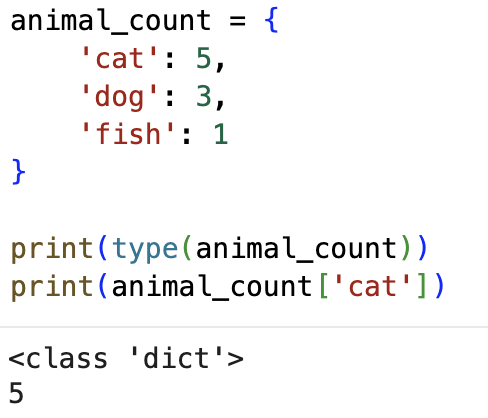 animal_count = {
    'cat': 5,
    'dog': 3,
    'fish': 1
}

print(type(animal_count))
print(animal_count['cat'])
<class 'dict'>
5